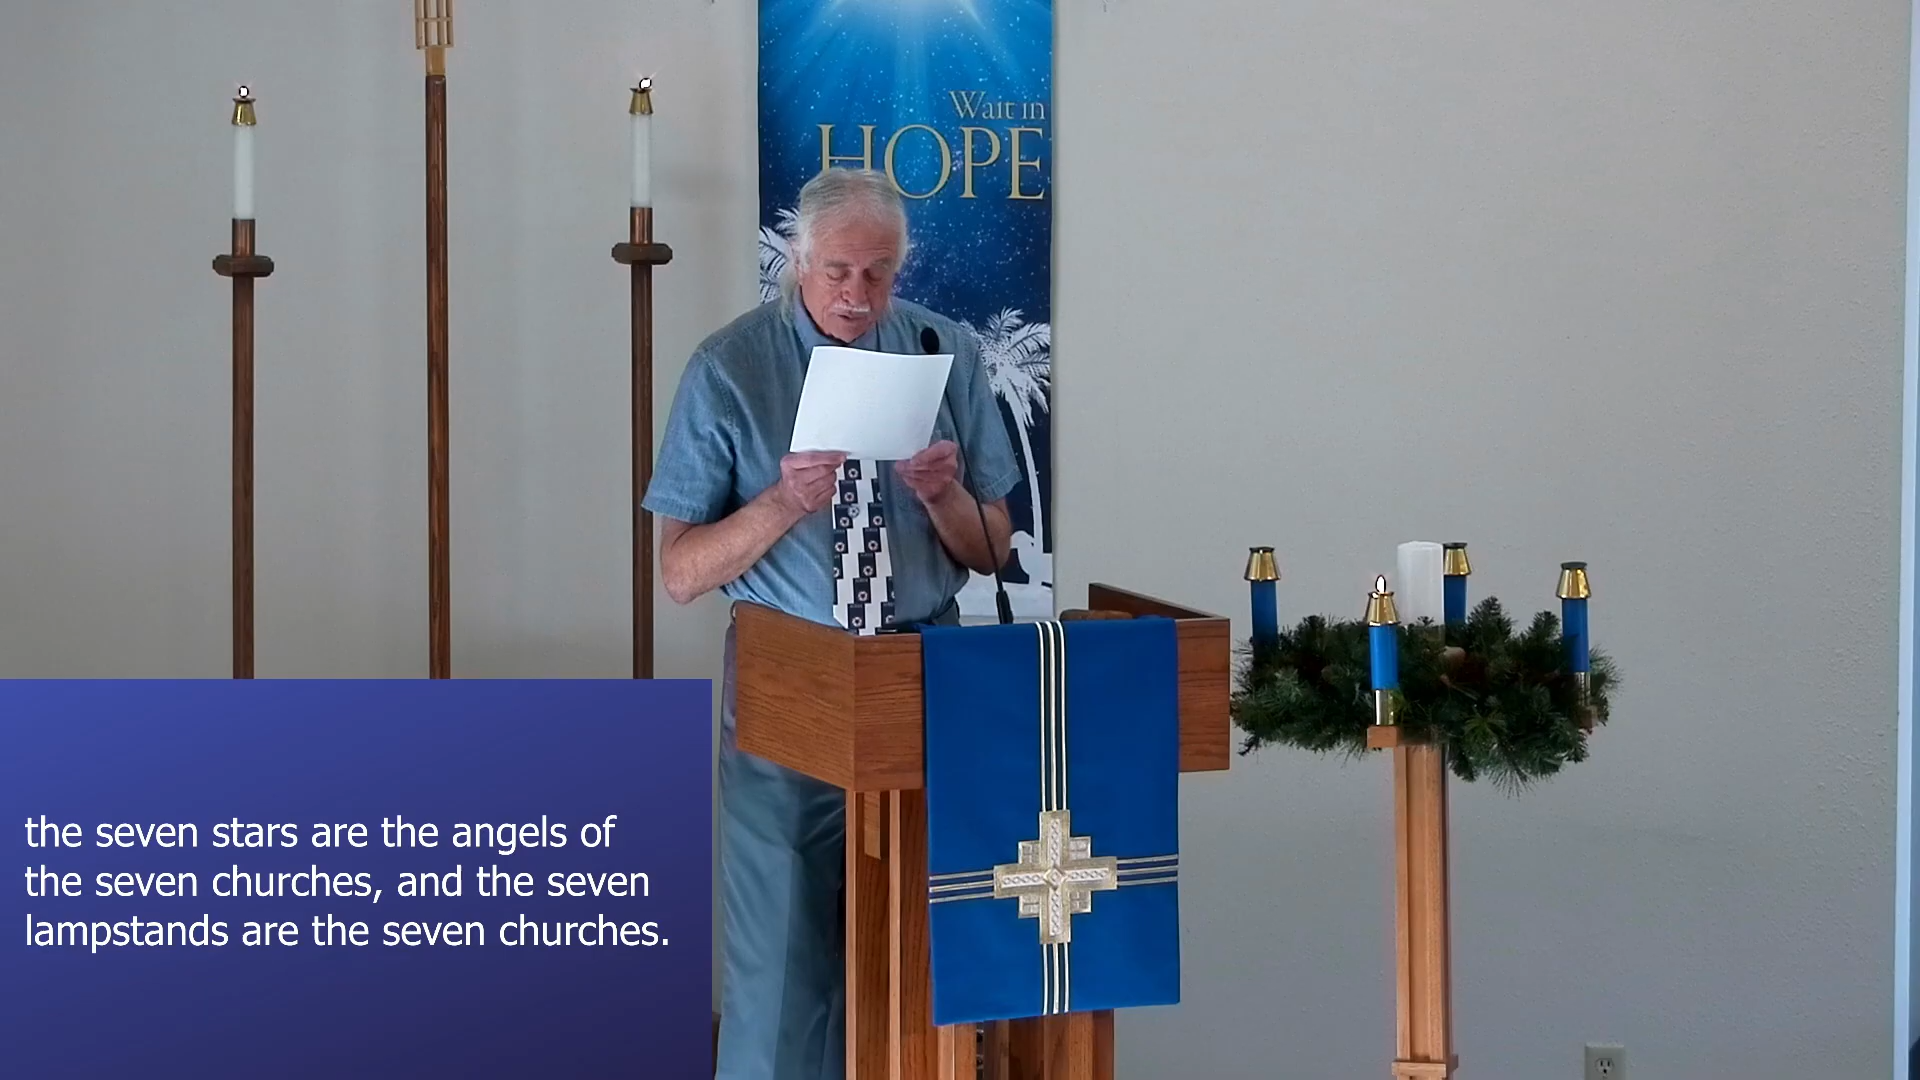 Wait in
HOPE
the seven stars are the angels of
the seven churches, and the seven
lampstands are the seven churches.